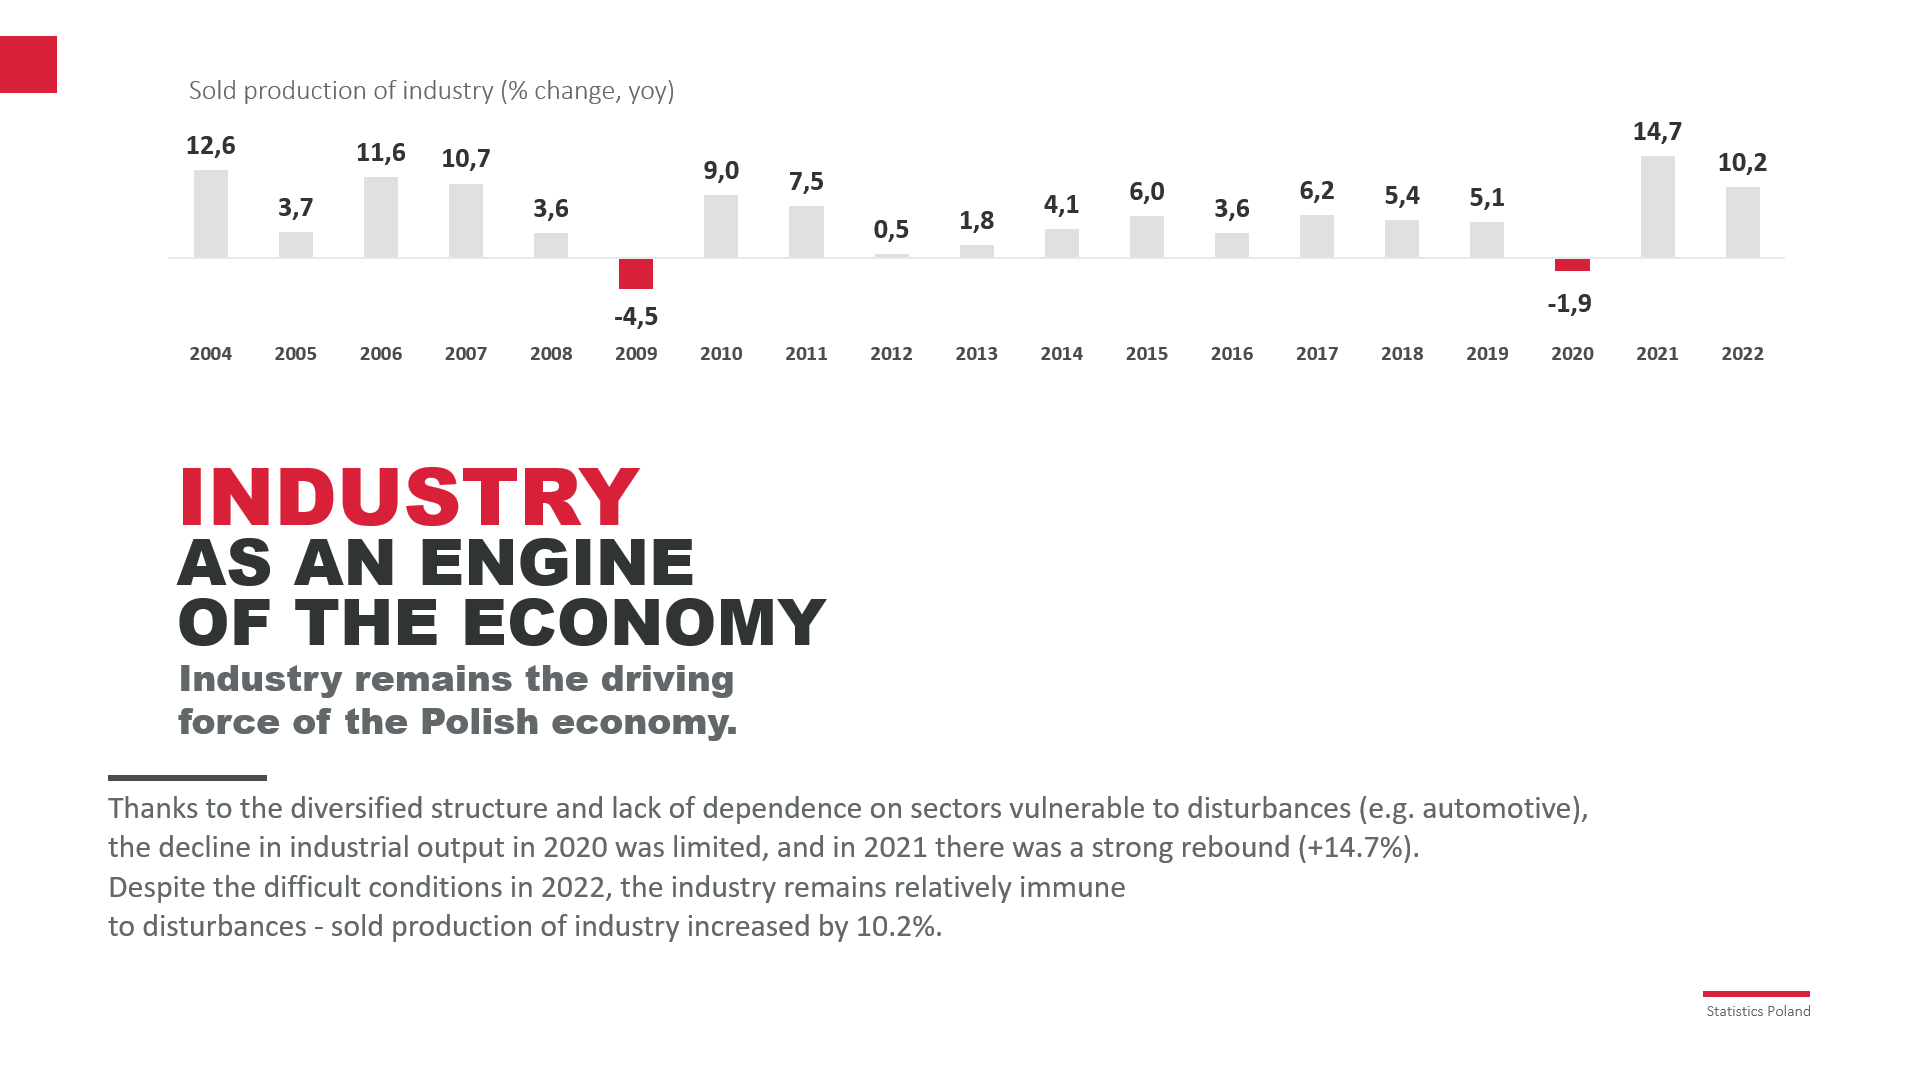 Sold production of industry (% change, yoy)
12,6 3,7 11,6 10,7 3,6 -4,5 9,0 7,5 0,5 1,8 4,1 6,0 3,6 6,2 5,4 5,1 -1,9 14,7 10,2
2004 2005 2006 2007 2008 2009 2010 2011 2012 2013 2014 2015 2016 2017 2018 2019 2020 2021 2022
INDUSTRY
AS AN ENGINE
OF THE ECONOMY
Industry remains the driving
force of the Polish economy.
Thanks to the diversified structure and lack of dependence on sectors vulnerable to disturbances (e.g. automotive),
the decline in industrial output in 2020 was limited, and in 2021 there was a strong rebound (+14.7%).
Despite the difficult conditions in 2022, the industry remains relatively immune
to disturbances - sold production of industry increased by 10.2%.
Statistics Poland